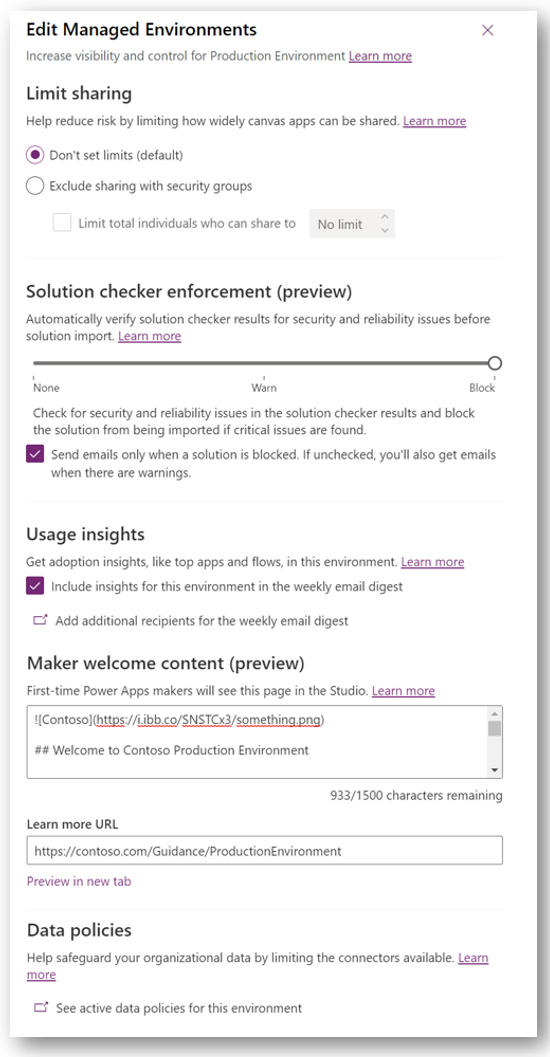 Edit Managed Environments
Increase visibility and control for Production Environment Learn more
Limit sharing
Help reduce risk by limiting how widely canvas apps can be shared. Learn more
Don't set limits (default)
Exclude sharing with security groups
Limit total individuals who can share to No limit
Solution checker enforcement (preview)
Automatically verify solution checker results for security and reliability issues before
solution import. Learn more
None Warn Block
Check for security and reliability issues in the solution checker results and block
the solution from being imported if critical issues are found.
Send emails only when a solution is blocked. If unchecked, you'll also get emails
when there are warnings.
Usage insights
Get adoption insights, like top apps and flows, in this environment. Learn more
Include insights for this environment in the weekly email digest
Add additional recipients for the weekly email digest
Maker welcome content (preview)
First-time Power Apps makers will see this page in the Studio. Learn more
![Contoso](https://i.ibb.co/SNSTCx3/something.png)
## Welcome to Contoso Production Environment
933/1500 characters remaining
Learn more URL
https://contoso.com/Guidance/ProductionEnvironment
Preview in new tab
Data policies
Help safeguard your organizational data by limiting the connectors available. Learn
more
See active data policies for this environment